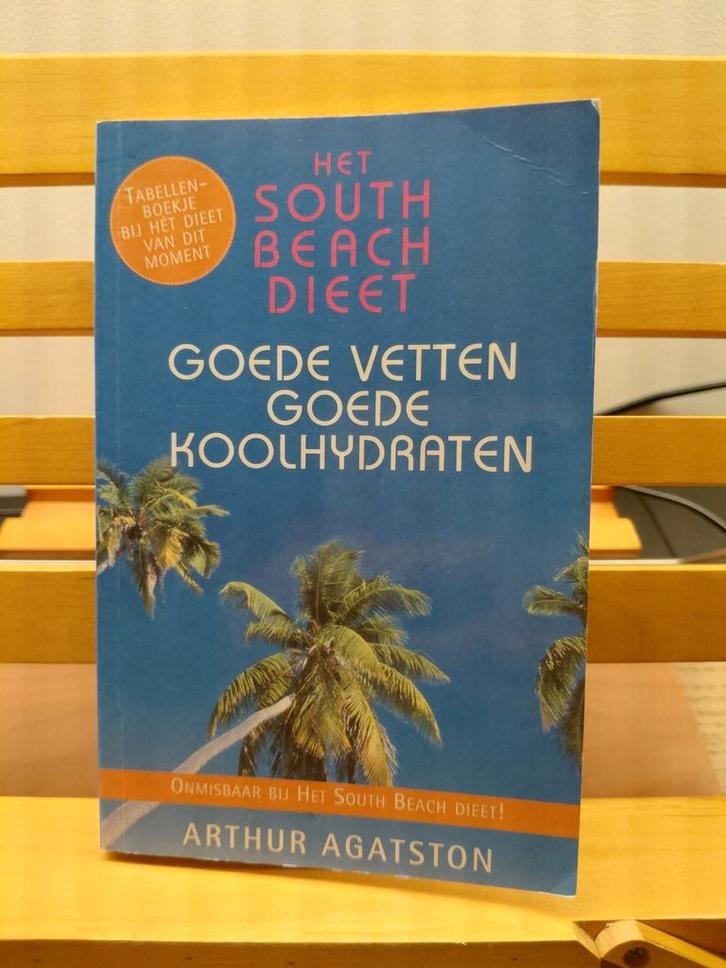 TABELLEN-
BOEKJE
BIJ HÉT DIEET
VAN DIT
MOMENT
HET
SOUTH
BEACH
DIEET
GOEDE VETTEN
GOEDE
KOOLHYDRATEN
ONMISBAAR BIJ HET SOUTH BEACH DIEET!
ARTHUR AGATSTON